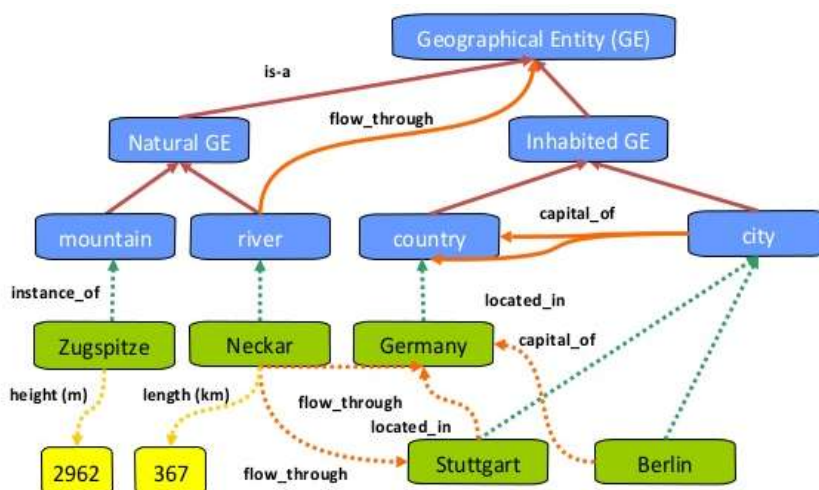 Geographical Entity (GE)
is-a
flow_through
Natural GE
Inhabited GE
capital_of
mountain
river
country
city
instance_of
located_in
Zugspitze
Neckar
Germany
capital_of
height (m)
length (km)
flow_through
located_in
2962
367
flow_through
Stuttgart
Berlin